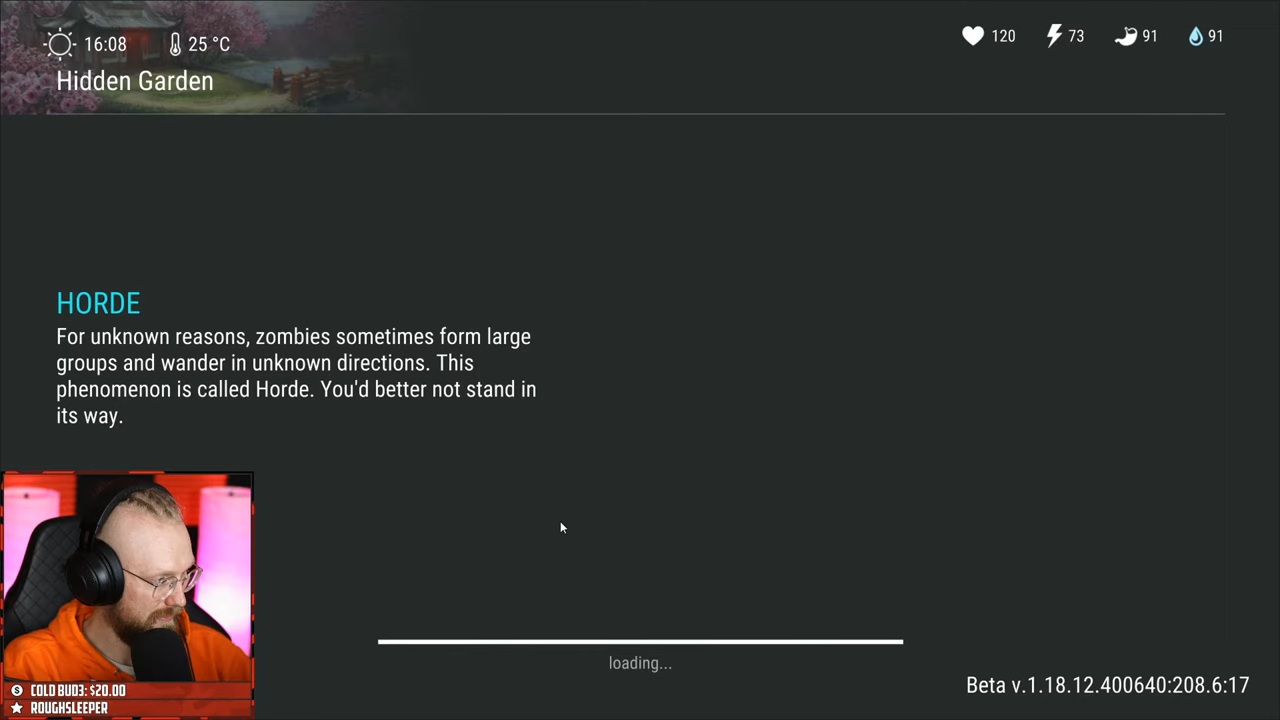 16:08 25 °C
120 73 91 91
Hidden Garden
HORDE
For unknown reasons, zombies sometimes form large
groups and wander in unknown directions. This
phenomenon is called Horde. You'd better not stand in
its way.
loading...
COLD BUD3: $20.00
ROUGHSLEEPER
Beta v.1.18.12.400640:208.6:17